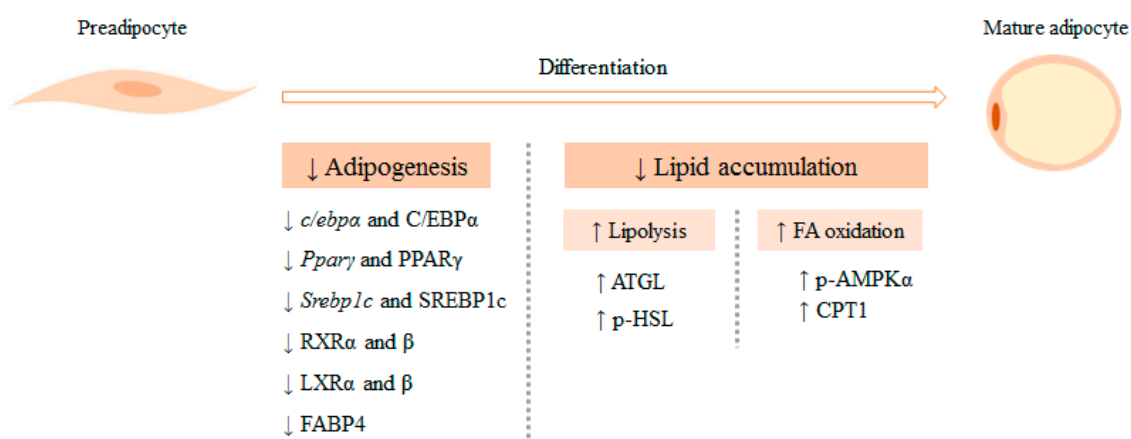 Preadipocyte
Mature adipocyte
Differentiation
↓ Adipogenesis
↓ c/ebpα and C/EBPα
↓ Pparγ and PPARγ
↓ Srebp1c and SREBP1c
↓ RXRα and β
↓ LXRα and β
↓ FABP4
↓ Lipid accumulation
↑ Lipolysis
↑ ATGL
↑ p-HSL
↑ FA oxidation
↑ p-AMPKα
↑ CPT1